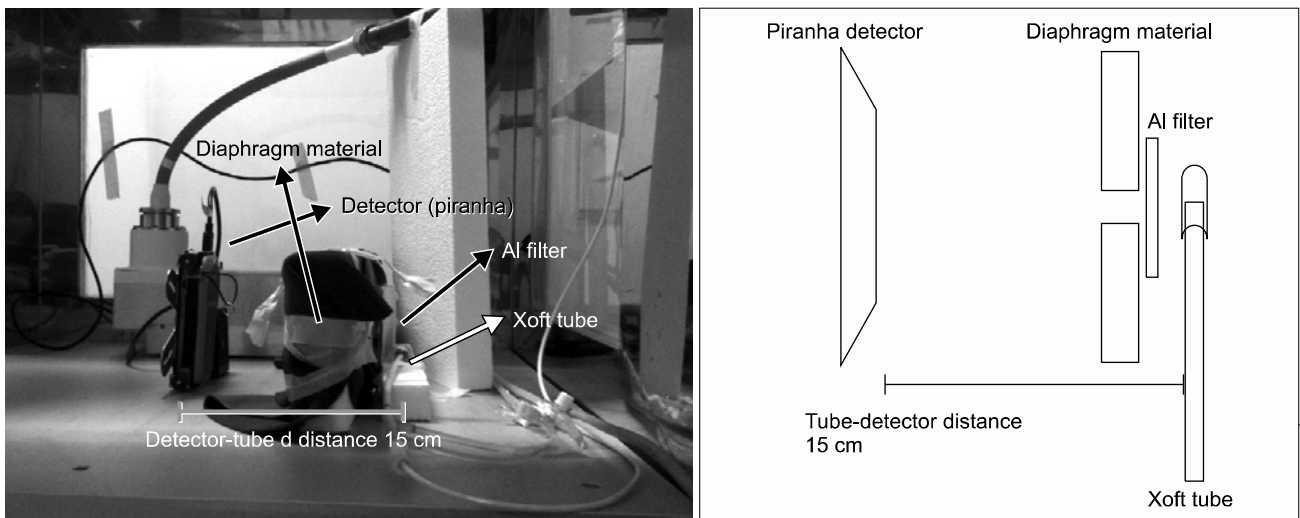 Diaphragm material
Detector (piranha)
Al filter
Xoft tube
Detector-tube d distance 15 cm
Piranha detector
Diaphragm material
Al filter
Tube-detector distance
15 cm
Xoft tube